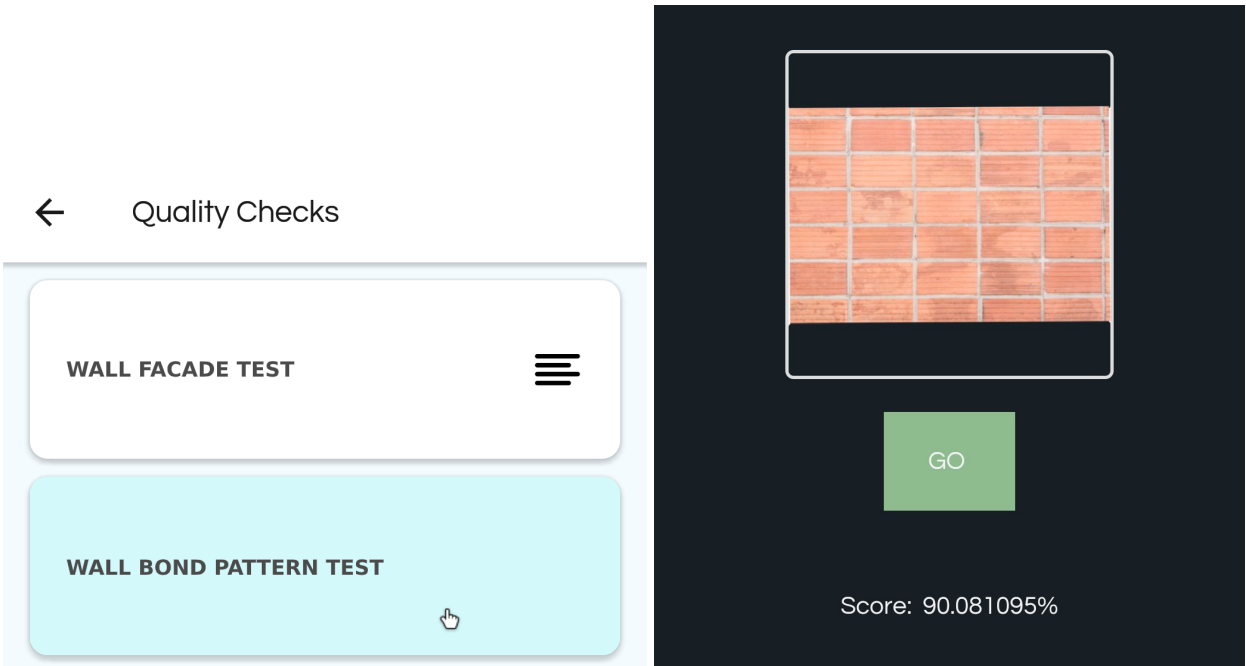 Quality Checks
WALL FACADE TEST
WALL BOND PATTERN TEST
GO
Score: 90.081095%